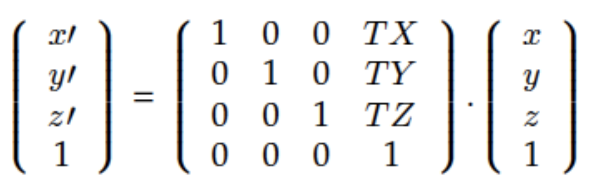 x′ 1 0 0 TX x
y′ 0 1 0 TY y
z′ = 0 0 1 TZ · z
1 0 0 0 1 1